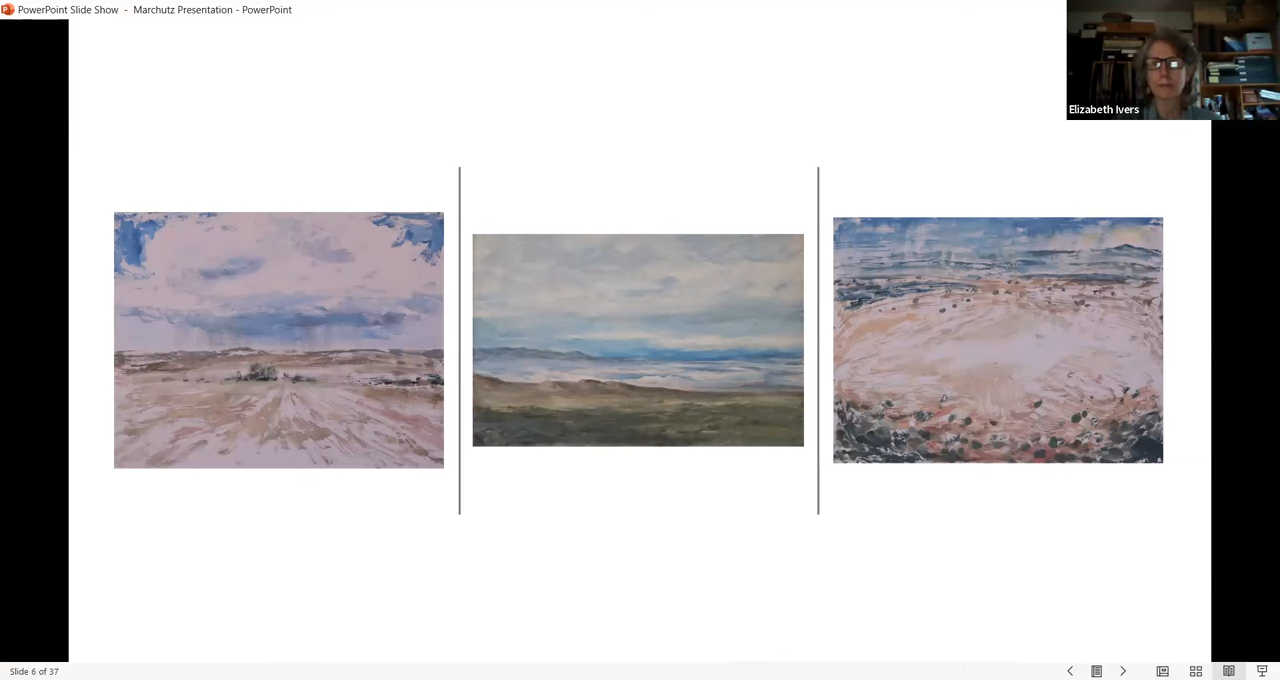 PowerPoint Slide Show - Marchutz Presentation - PowerPoint
Elizabeth Ivers
Slide 6 of 37